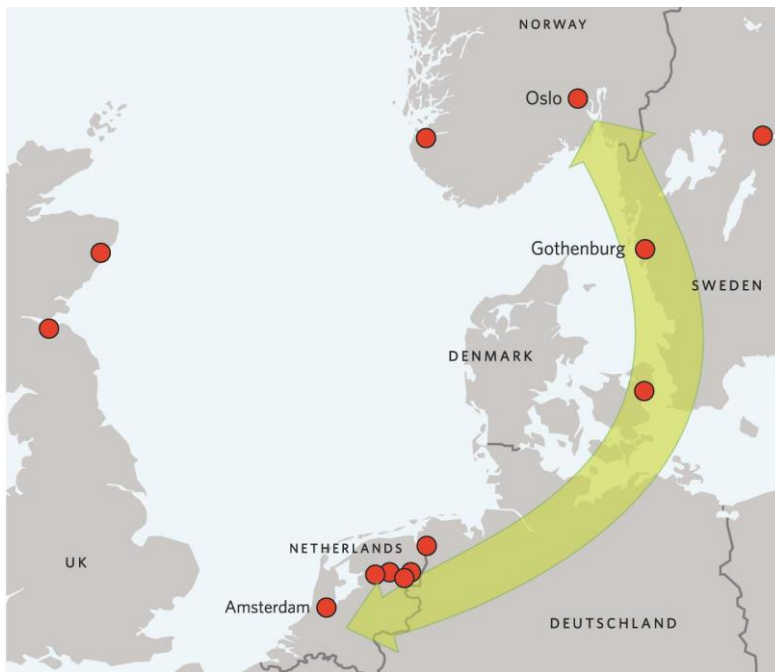 NORWAY
Oslo
Gothenburg
SWEDEN
DENMARK
NETHERLANDS
UK
Amsterdam
DEUTSCHLAND